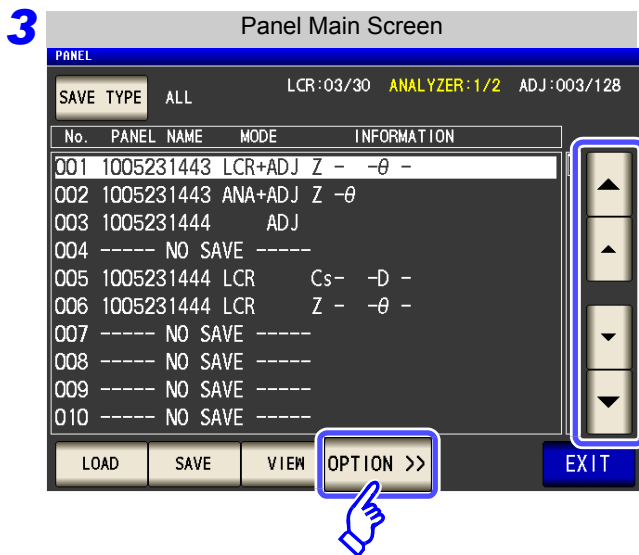 3
Panel Main Screen
PANEL
SAVE TYPE ALL LCR:03/30 ANALYZER:1/2 ADJ:003/128
No. PANEL NAME MODE INFORMATION
001 1005231443 LCR+ADJ Z - -θ -
002 1005231443 ANA+ADJ Z -θ
003 1005231444 ADJ
004 ----- NO SAVE -----
005 1005231444 LCR Cs- -D -
006 1005231444 LCR Z - -θ -
007 ----- NO SAVE -----
008 ----- NO SAVE -----
009 ----- NO SAVE -----
010 ----- NO SAVE -----
LOAD SAVE VIEW OPTION >> EXIT